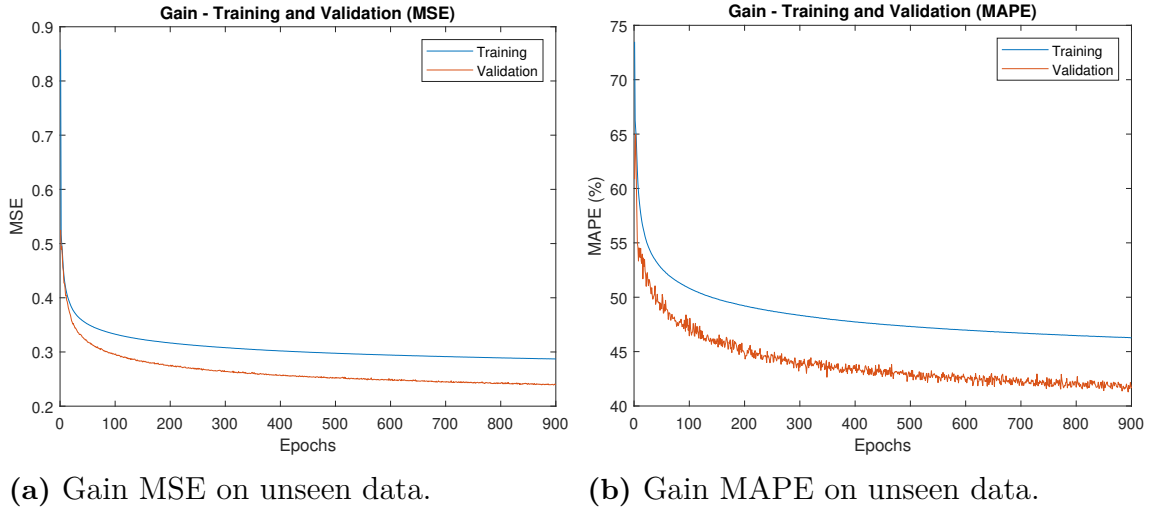 Gain - Training and Validation (MSE)
0.9
0.8
0.7
0.6
0.5
0.4
0.3
0.2
MSE
Training
Validation
0 100 200 300 400 500 600 700 800 900
Epochs
(a) Gain MSE on unseen data.
Gain - Training and Validation (MAPE)
75
70
65
60
55
50
45
40
MAPE (%)
Training
Validation
0 100 200 300 400 500 600 700 800 900
Epochs
(b) Gain MAPE on unseen data.